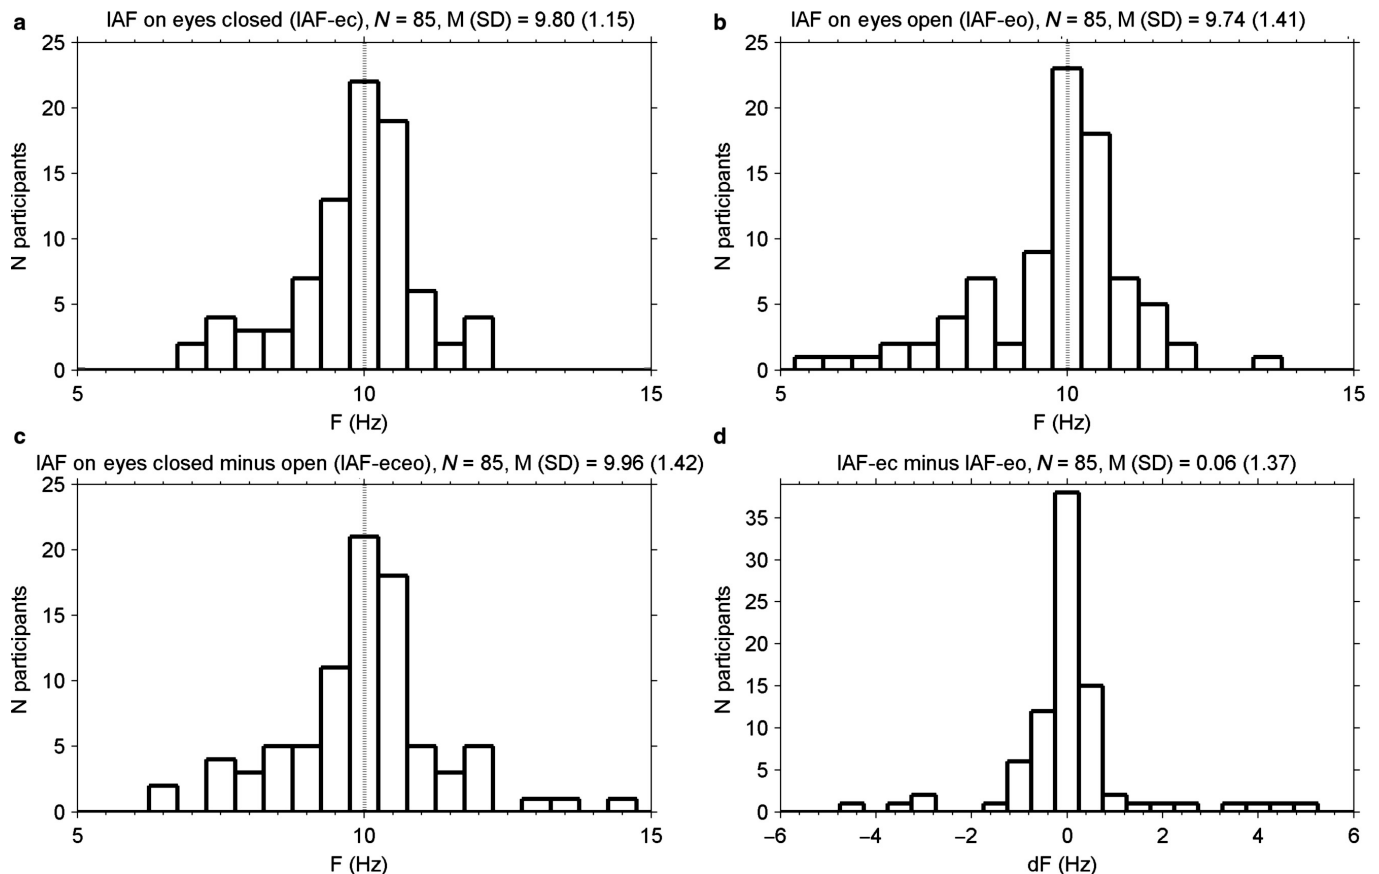 a
IAF on eyes closed (IAF-ec), N = 85, M (SD) = 9.80 (1.15)
25
20
15
10
5
0
N participants
5 10 15
F (Hz)
b
IAF on eyes open (IAF-eo), N = 85, M (SD) = 9.74 (1.41)
25
20
15
10
5
0
N participants
5 10 15
F (Hz)
c
IAF on eyes closed minus open (IAF-eceo), N = 85, M (SD) = 9.96 (1.42)
25
20
15
10
5
0
N participants
5 10 15
F (Hz)
d
IAF-ec minus IAF-eo, N = 85, M (SD) = 0.06 (1.37)
35
30
25
20
15
10
5
0
N participants
−6 −4 −2 0 2 4 6
dF (Hz)